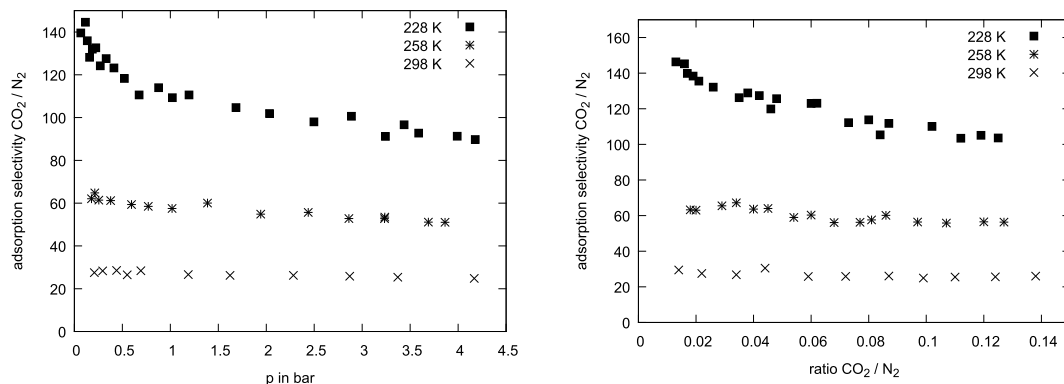 140
120
100
80
60
40
20
0
adsorption selectivity CO2 / N2
228 K
258 K
298 K
0 0.5 1 1.5 2 2.5 3 3.5 4 4.5
p in bar
160
140
120
100
80
60
40
20
0
adsorption selectivity CO2 / N2
228 K
258 K
298 K
0.02 0.04 0.06 0.08 0.1 0.12 0.14
ratio CO2 / N2